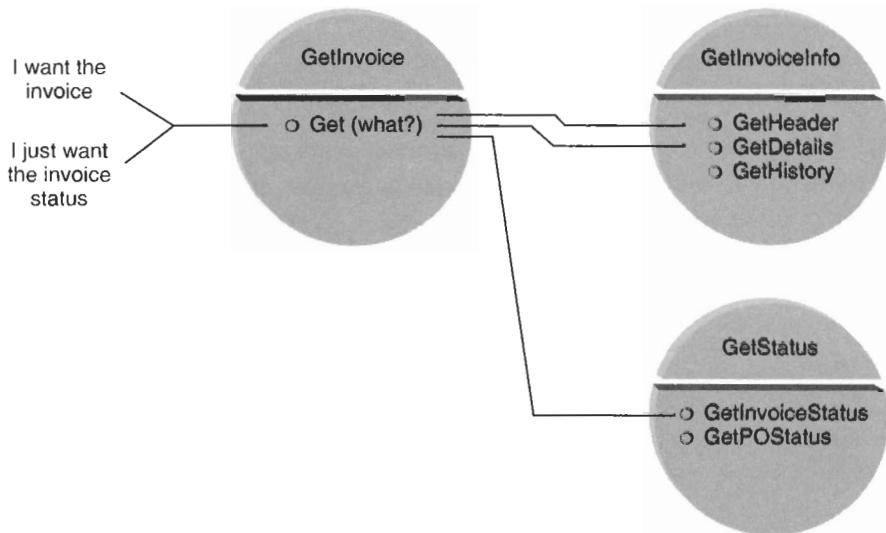 I want the
invoice
I just want
the invoice
status
GetInvoice
Get (what?)
GetInvoiceInfo
GetHeader
GetDetails
GetHistory
GetStatus
GetInvoiceStatus
GetPOStatus